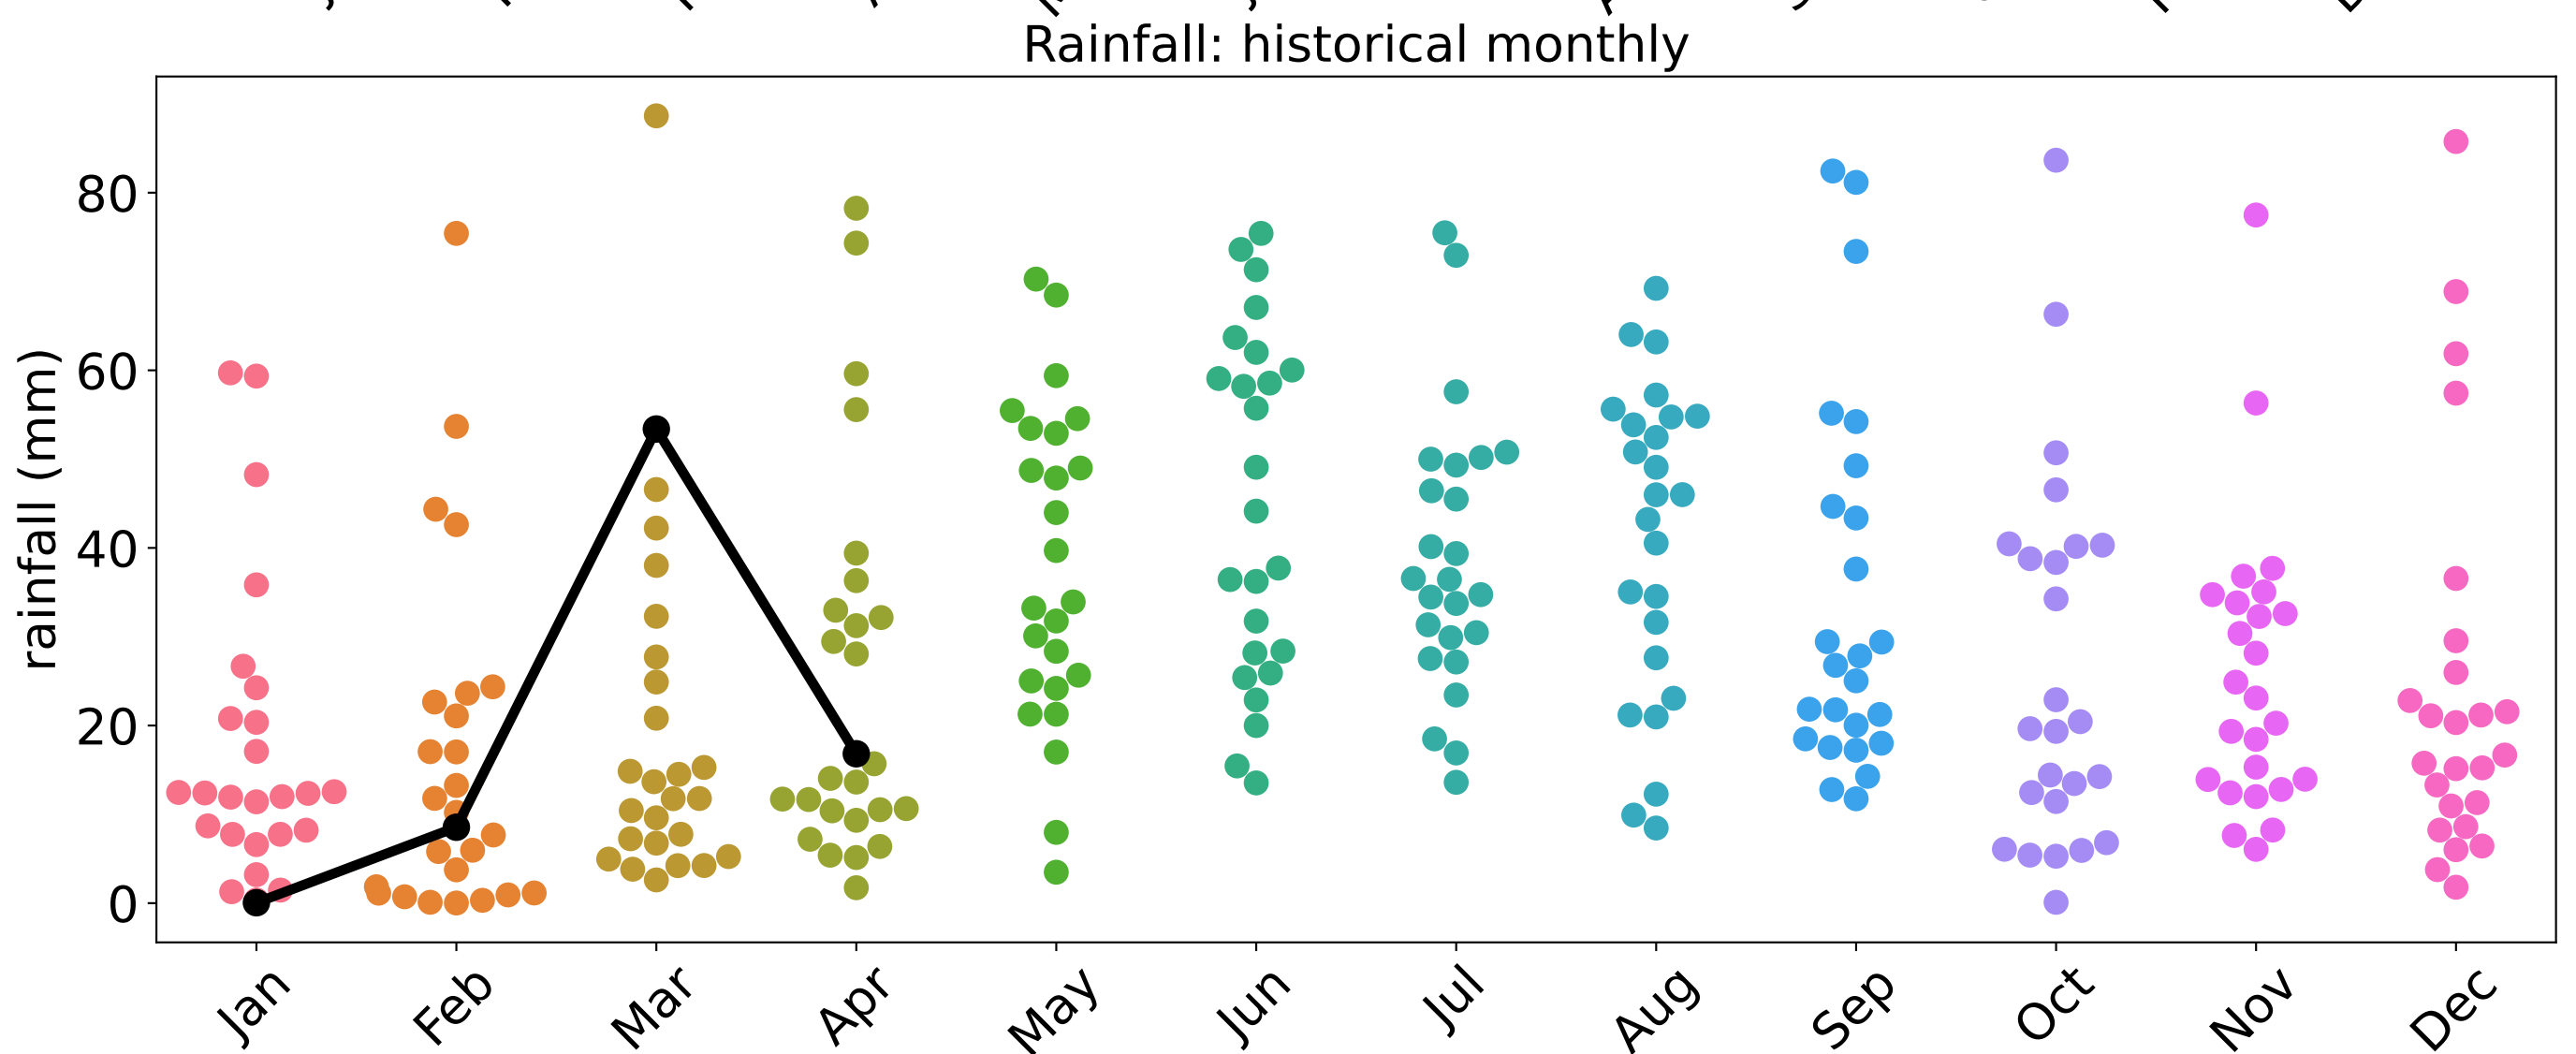 Rainfall: historical monthly
rainfall (mm)
80
60
40
20
0
Jan
Feb
Mar
Apr
May
Jun
Jul
Aug
Sep
Oct
Nov
Dec